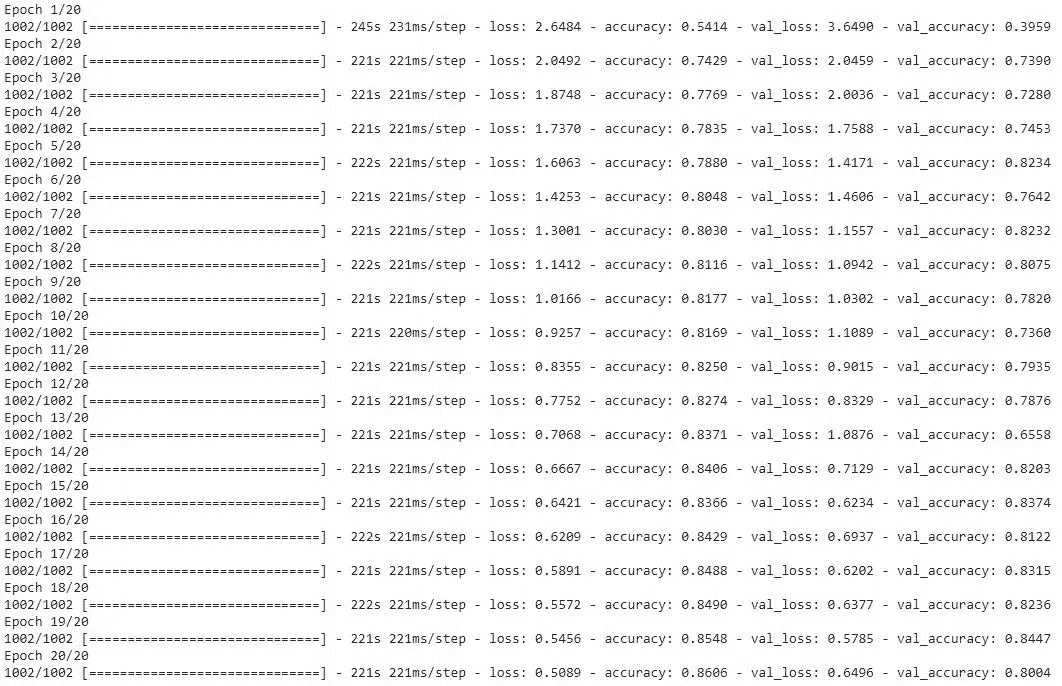 Epoch 1/20
1002/1002 [==============================] - 245s 231ms/step - loss: 2.6484 - accuracy: 0.5414 - val_loss: 3.6490 - val_accuracy: 0.3959
Epoch 2/20
1002/1002 [==============================] - 221s 221ms/step - loss: 2.0492 - accuracy: 0.7429 - val_loss: 2.0459 - val_accuracy: 0.7390
Epoch 3/20
1002/1002 [==============================] - 221s 221ms/step - loss: 1.8748 - accuracy: 0.7769 - val_loss: 2.0036 - val_accuracy: 0.7280
Epoch 4/20
1002/1002 [==============================] - 221s 221ms/step - loss: 1.7370 - accuracy: 0.7835 - val_loss: 1.7588 - val_accuracy: 0.7453
Epoch 5/20
1002/1002 [==============================] - 222s 221ms/step - loss: 1.6063 - accuracy: 0.7880 - val_loss: 1.4171 - val_accuracy: 0.8234
Epoch 6/20
1002/1002 [==============================] - 221s 221ms/step - loss: 1.4253 - accuracy: 0.8048 - val_loss: 1.4606 - val_accuracy: 0.7642
Epoch 7/20
1002/1002 [==============================] - 221s 221ms/step - loss: 1.3001 - accuracy: 0.8030 - val_loss: 1.1557 - val_accuracy: 0.8232
Epoch 8/20
1002/1002 [==============================] - 222s 221ms/step - loss: 1.1412 - accuracy: 0.8116 - val_loss: 1.0942 - val_accuracy: 0.8075
Epoch 9/20
1002/1002 [==============================] - 221s 221ms/step - loss: 1.0166 - accuracy: 0.8177 - val_loss: 1.0302 - val_accuracy: 0.7820
Epoch 10/20
1002/1002 [==============================] - 221s 220ms/step - loss: 0.9257 - accuracy: 0.8169 - val_loss: 1.1089 - val_accuracy: 0.7360
Epoch 11/20
1002/1002 [==============================] - 221s 221ms/step - loss: 0.8355 - accuracy: 0.8250 - val_loss: 0.9015 - val_accuracy: 0.7935
Epoch 12/20
1002/1002 [==============================] - 221s 221ms/step - loss: 0.7752 - accuracy: 0.8274 - val_loss: 0.8329 - val_accuracy: 0.7876
Epoch 13/20
1002/1002 [==============================] - 221s 221ms/step - loss: 0.7068 - accuracy: 0.8371 - val_loss: 1.0876 - val_accuracy: 0.6558
Epoch 14/20
1002/1002 [==============================] - 221s 221ms/step - loss: 0.6667 - accuracy: 0.8406 - val_loss: 0.7129 - val_accuracy: 0.8203
Epoch 15/20
1002/1002 [==============================] - 221s 221ms/step - loss: 0.6421 - accuracy: 0.8366 - val_loss: 0.6234 - val_accuracy: 0.8374
Epoch 16/20
1002/1002 [==============================] - 222s 221ms/step - loss: 0.6209 - accuracy: 0.8429 - val_loss: 0.6937 - val_accuracy: 0.8122
Epoch 17/20
1002/1002 [==============================] - 221s 221ms/step - loss: 0.5891 - accuracy: 0.8488 - val_loss: 0.6202 - val_accuracy: 0.8315
Epoch 18/20
1002/1002 [==============================] - 222s 221ms/step - loss: 0.5572 - accuracy: 0.8490 - val_loss: 0.6377 - val_accuracy: 0.8236
Epoch 19/20
1002/1002 [==============================] - 221s 221ms/step - loss: 0.5456 - accuracy: 0.8548 - val_loss: 0.5785 - val_accuracy: 0.8447
Epoch 20/20
1002/1002 [==============================] - 221s 221ms/step - loss: 0.5089 - accuracy: 0.8606 - val_loss: 0.6496 - val_accuracy: 0.8004